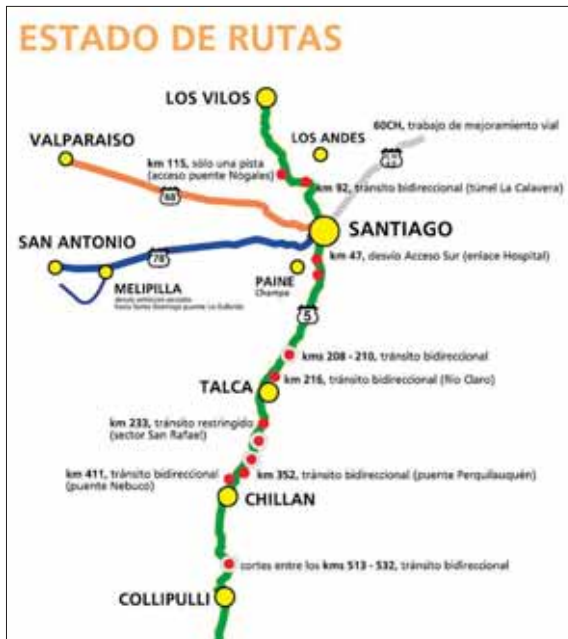 ESTADO DE RUTAS
LOS VILOS
60CH, trabajo de mejoramiento vial
LOS ANDES
VALPARAISO
km 115, sólo una pista
(acceso puente Nogales)
km 92, tránsito bidireccional (túnel La Calavera)
68
SANTIAGO
SAN ANTONIO
78
km 47, desvío Acceso Sur (enlace Hospital)
MELIPILLA
PAINE
Champa
5
kms 208 - 210, tránsito bidireccional
km 216, tránsito bidireccional (Río Claro)
TALCA
km 233, tránsito restringido
(sector San Rafael)
km 411, tránsito bidireccional
(puente Nebuco)
km 352, tránsito bidireccional (puente Perquilauquén)
CHILLAN
cortes entre los kms 513 - 532, tránsito bidireccional
COLLIPULLI